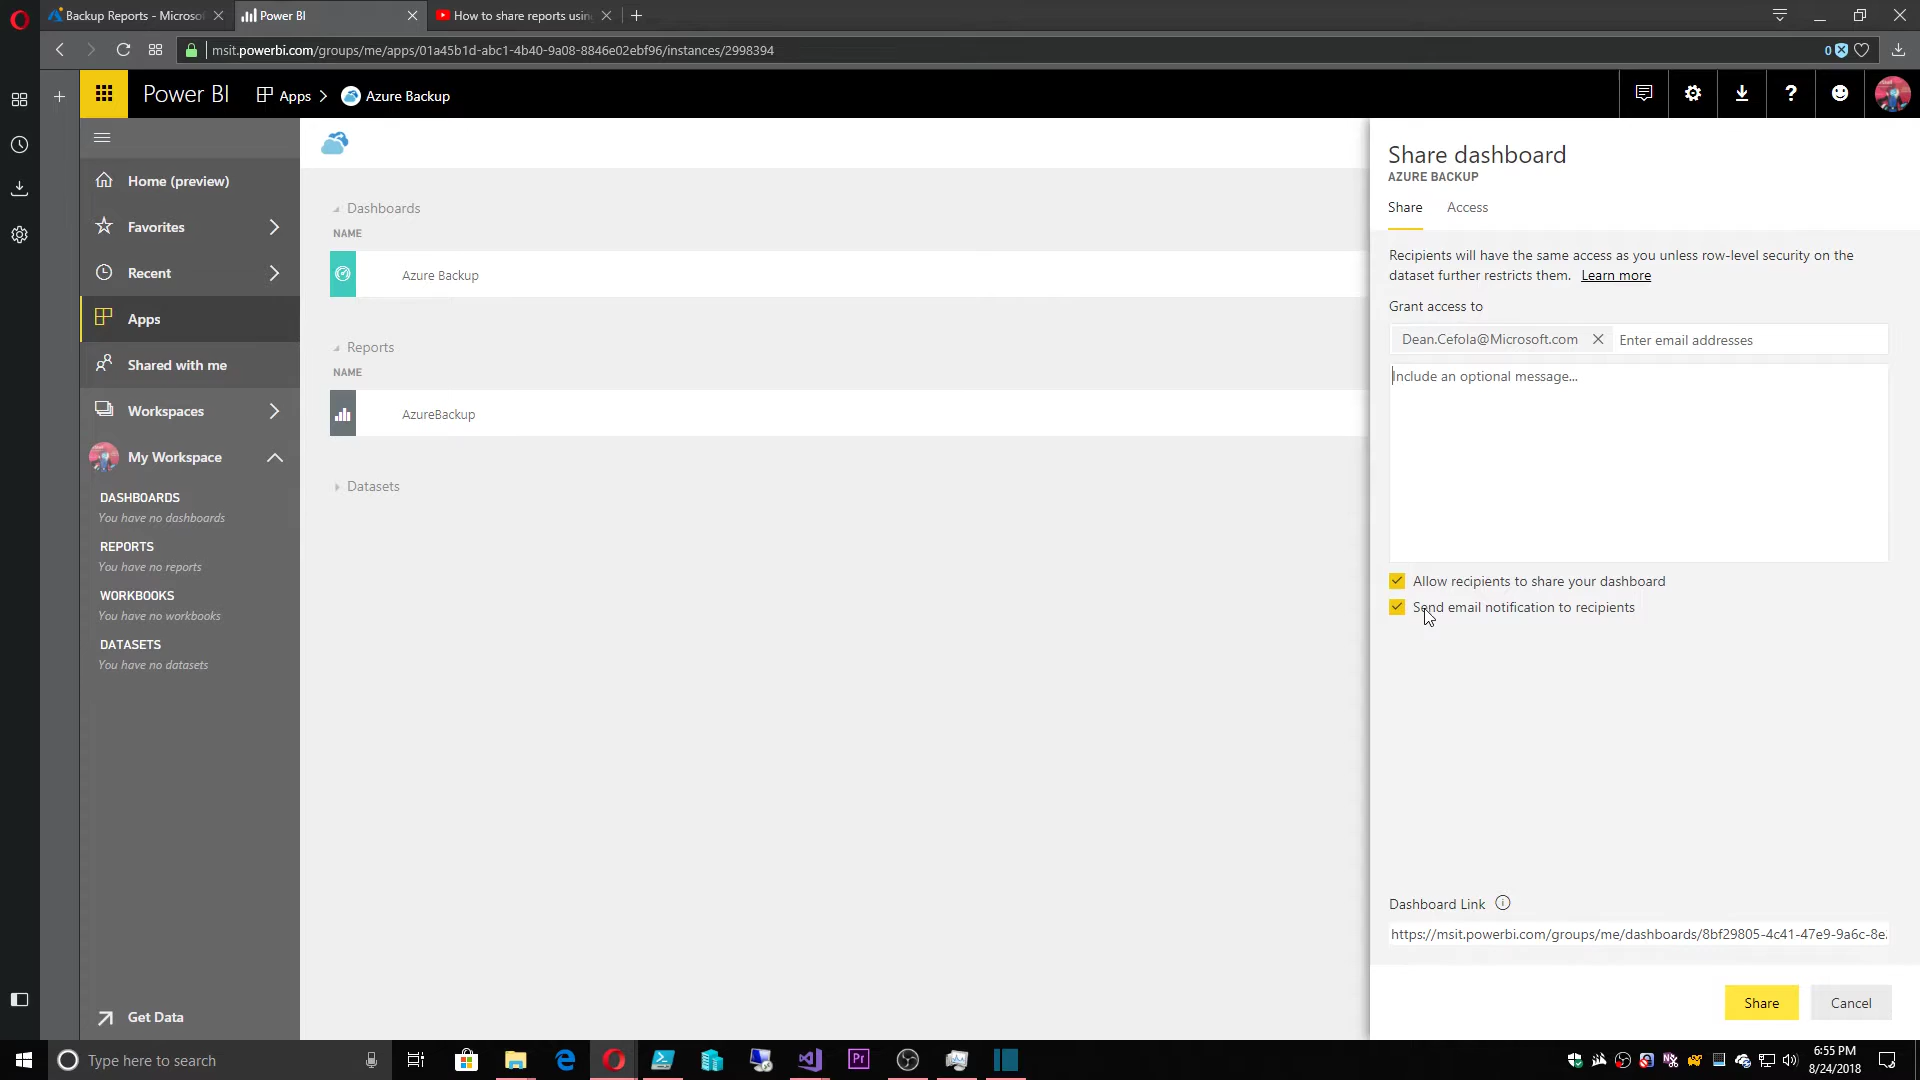 Backup Reports - Microsof
Power BI
How to share reports usin
msit.powerbi.com/groups/me/apps/01a45b1d-abc1-4b40-9a08-8846e02ebf96/instances/2998394
0
Power BI
Apps
Azure Backup
Home (preview)
Favorites
Recent
Apps
Shared with me
Workspaces
My Workspace
DASHBOARDS
You have no dashboards
REPORTS
You have no reports
WORKBOOKS
You have no workbooks
DATASETS
You have no datasets
Get Data
Dashboards
NAME
Azure Backup
Reports
NAME
AzureBackup
Datasets
Share dashboard
AZURE BACKUP
Share
Access
Recipients will have the same access as you unless row-level security on the
dataset further restricts them. Learn more
Grant access to
Dean.Cefola@Microsoft.com
Enter email addresses
Include an optional message...
Allow recipients to share your dashboard
Send email notification to recipients
Dashboard Link
https://msit.powerbi.com/groups/me/dashboards/8bf29805-4c41-47e9-9a6c-8e
Share
Cancel
Type here to search
Pr
6:55 PM
8/24/2018